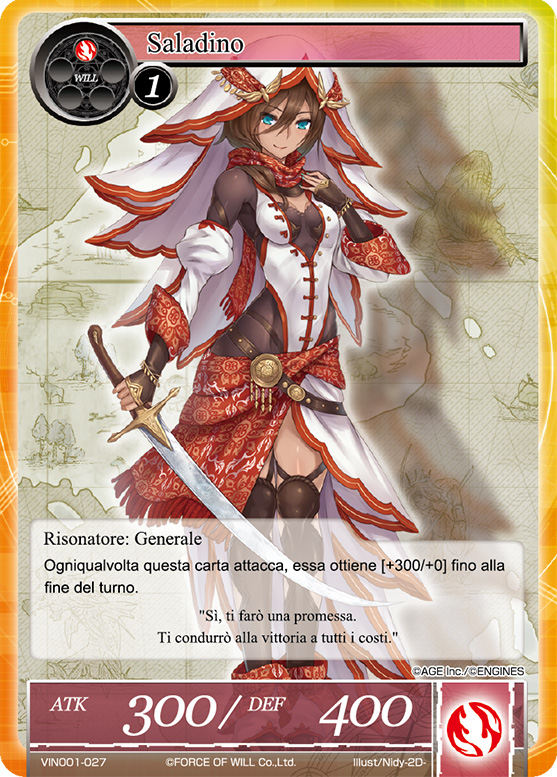 Saladino
WILL
1
Risonatore: Generale
Ogniqualvolta questa carta attacca, essa ottiene [+300/+0] fino alla
fine del turno.
"Sì, ti farò una promessa.
Ti condurrò alla vittoria a tutti i costi."
©AGE Inc./©ENGINES
ATK 300/ DEF 400
VIN001-027 ©FORCE OF WILL Co.,Ltd. Illust/Nidy-2D-